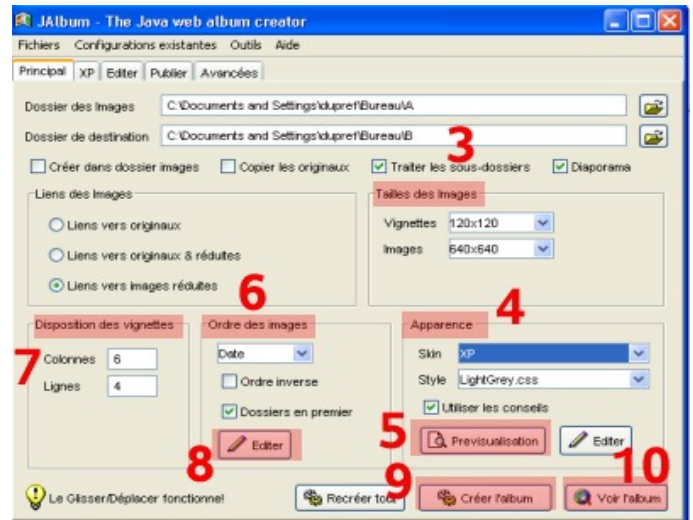 JAlbum - The Java web album creator
Fichiers Configurations existantes Outils Aide
Principal XP Editer Publier Avancées
Dossier des Images C:\Documents and Settings\dupref\Bureau\A
Dossier de destination C:\Documents and Settings\dupref\Bureau\B
3
Créer dans dossier images Copier les originaux Traiter les sous-dossiers Diaporama
Liens des Images
Liens vers originaux
Liens vers originaux & réduites
Liens vers images réduites
Tailles des Images
Vignettes 120x120
Images 640x640
6
4
Disposition des vignettes
7
Colonnes 6
Lignes 4
Ordre des images
Date
Ordre inverse
Dossiers en premier
8
Editer
Apparence
Skin XP
Style LightGrey.css
Utiliser les conseils
5
Previsualisation Editer
9
10
Le Glisser/Déplacer fonctionne! Recréer tout Créer l'album Voir l'album